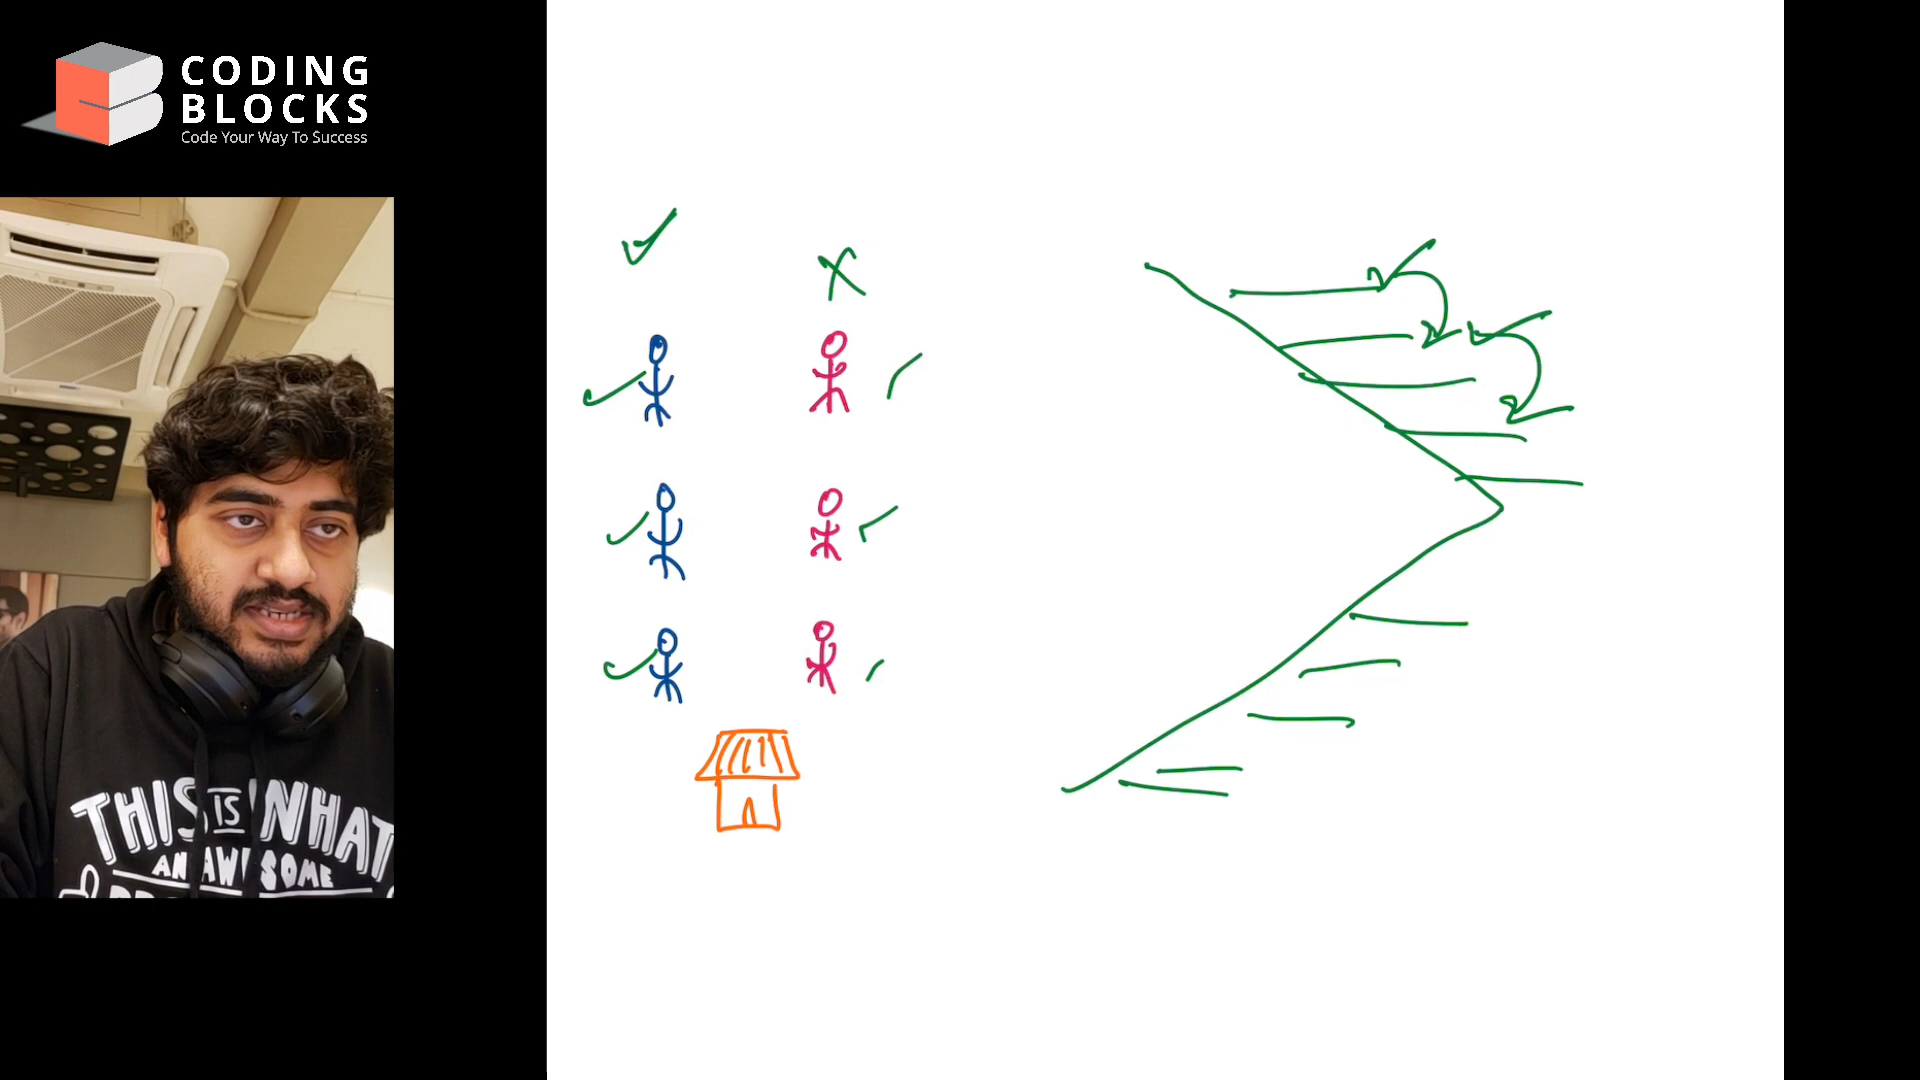 CODING
BLOCKS
Code Your Way To Success
THIS IS WHAT
AN AWESOME